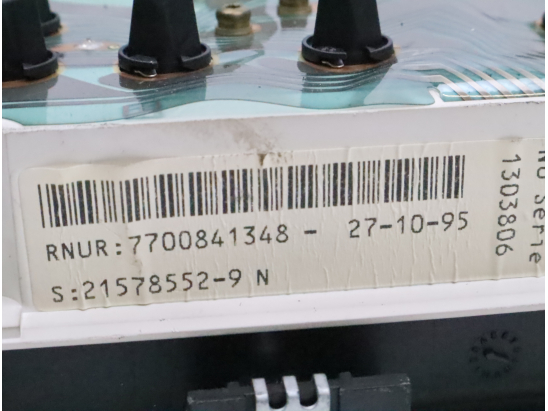 RNUR:7700841348 - 27-10-95
S:21578552-9 N
No Serie
1303806